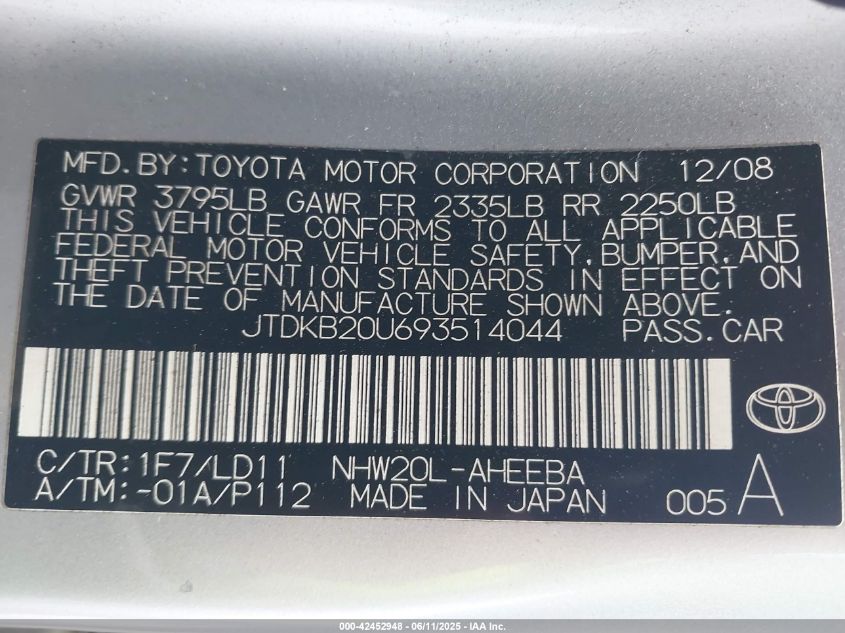 MFD.BY:TOYOTA MOTOR CORPORATION 12/08
GVWR 3795LB GAWR FR 2335LB RR 2250LB
THIS VEHICLE CONFORMS TO ALL APPLICABLE
FEDERAL MOTOR VEHICLE SAFETY,BUMPER,AND
THEFT PREVENTION STANDARDS IN EFFECT ON
THE DATE OF MANUFACTURE SHOWN ABOVE.
JTDKB20U693514044 PASS.CAR
C/TR:1F7/LD11 NHW20L-AHEEBA
A/TM:-01A/P112 MADE IN JAPAN 005 A
000-42452948 - 06/11/2025 - IAA Inc.